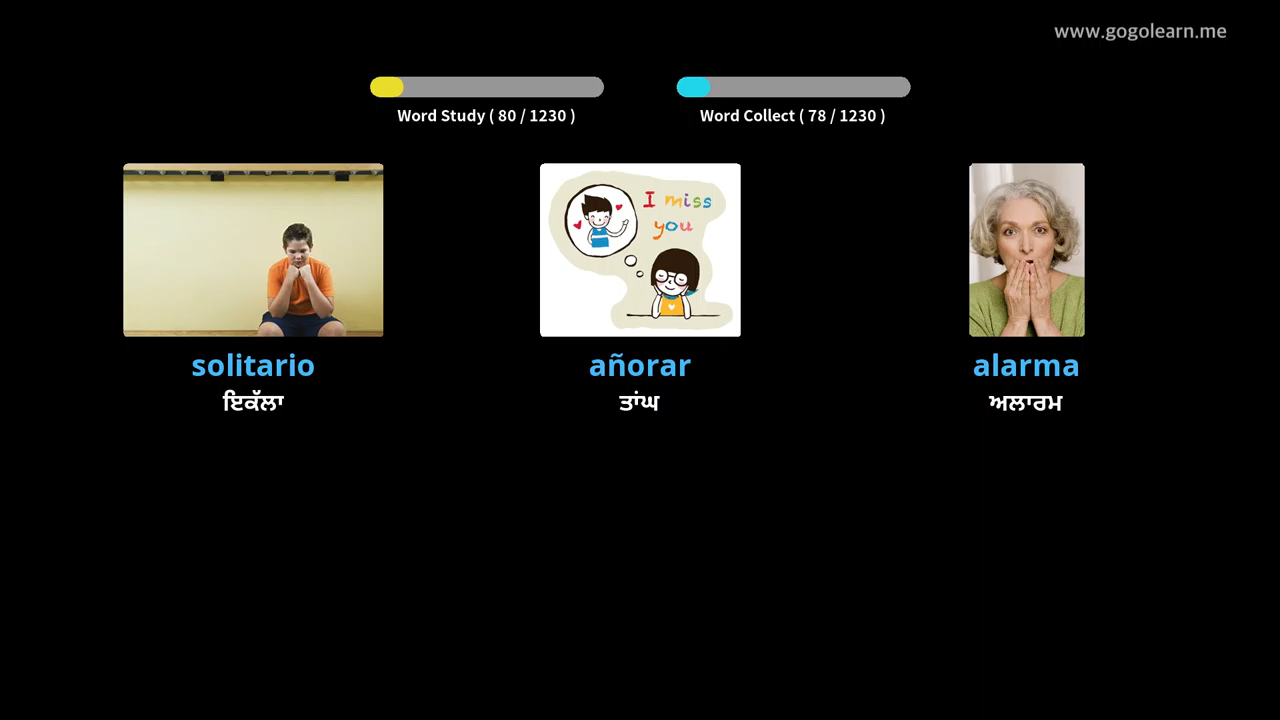 www.gogolearn.me
Word Study ( 80 / 1230 )
Word Collect ( 78 / 1230 )
I miss
you
solitario
añorar
alarma
ਇਕੱਲਾ
ਤਾਂਘ
ਅਲਾਰਮ